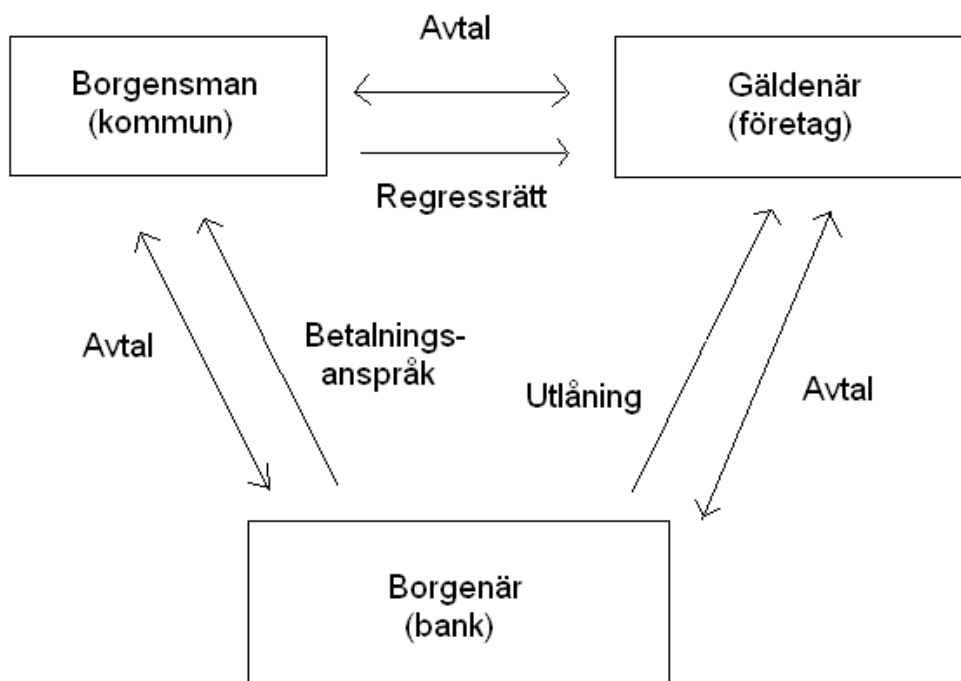 Avtal
Borgensman
(kommun)
Gäldenär
(företag)
Regressrätt
Avtal
Betalnings-
anspråk
Utlåning
Avtal
Borgenär
(bank)